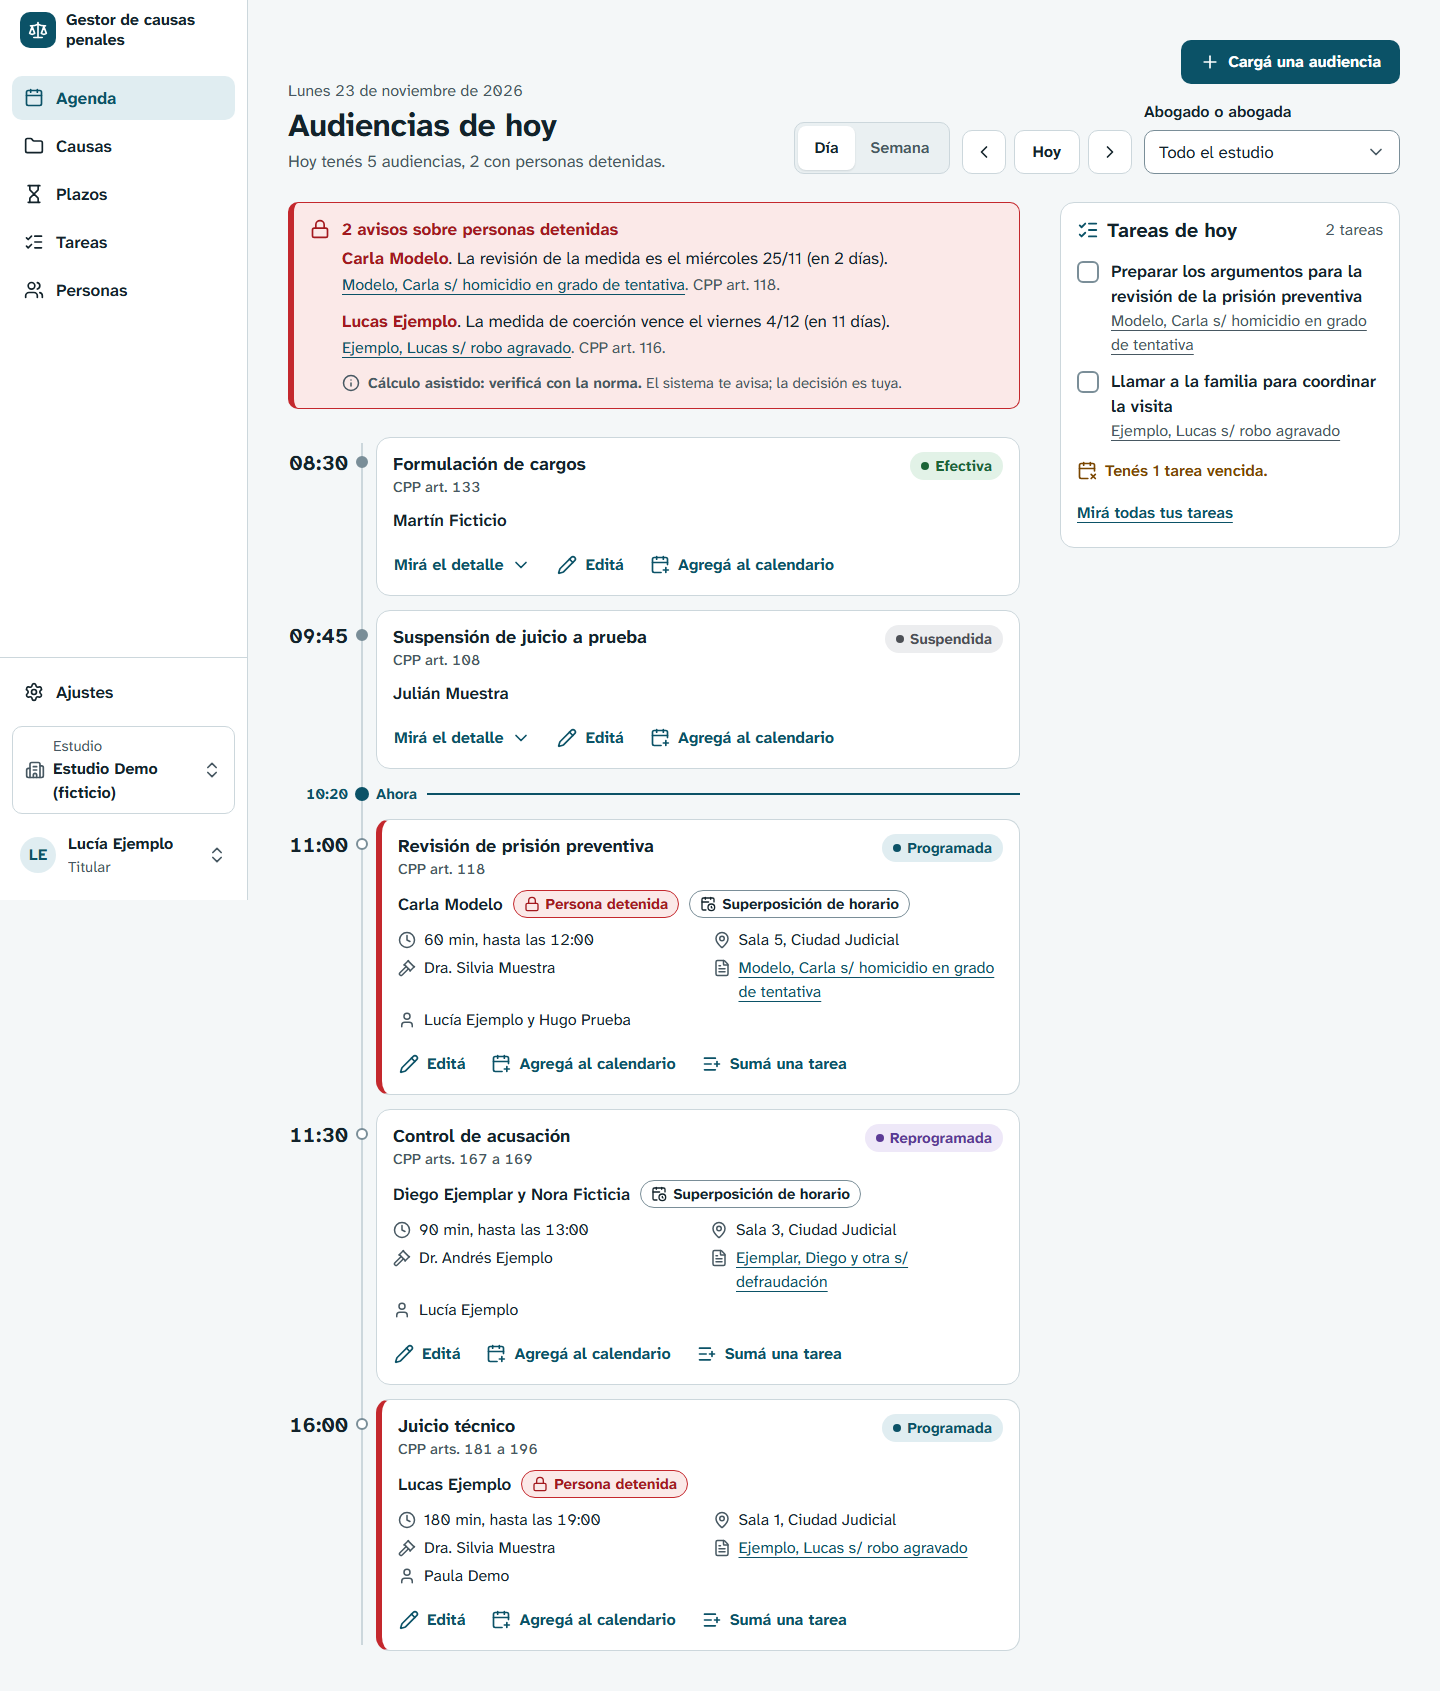 Gestor de causas
penales
Agenda
Causas
Plazos
Tareas
Personas
Ajustes
Estudio
Estudio Demo
(ficticio)
LE
Lucía Ejemplo
Titular
Cargá una audiencia
Lunes 23 de noviembre de 2026
Audiencias de hoy
Hoy tenés 5 audiencias, 2 con personas detenidas.
Día
Semana
Hoy
Abogado o abogada
Todo el estudio
2 avisos sobre personas detenidas
Carla Modelo. La revisión de la medida es el miércoles 25/11 (en 2 días).
Modelo, Carla s/ homicidio en grado de tentativa. CPP art. 118.
Lucas Ejemplo. La medida de coerción vence el viernes 4/12 (en 11 días).
Ejemplo, Lucas s/ robo agravado. CPP art. 116.
Cálculo asistido: verificá con la norma. El sistema te avisa; la decisión es tuya.
08:30
Formulación de cargos
Efectiva
CPP art. 133
Martín Ficticio
Mirá el detalle
Editá
Agregá al calendario
09:45
Suspensión de juicio a prueba
Suspendida
CPP art. 108
Julián Muestra
Mirá el detalle
Editá
Agregá al calendario
10:20
Ahora
11:00
Revisión de prisión preventiva
Programada
CPP art. 118
Carla Modelo
Persona detenida
Superposición de horario
60 min, hasta las 12:00
Sala 5, Ciudad Judicial
Dra. Silvia Muestra
Modelo, Carla s/ homicidio en grado
de tentativa
Lucía Ejemplo y Hugo Prueba
Editá
Agregá al calendario
Sumá una tarea
11:30
Control de acusación
Reprogramada
CPP arts. 167 a 169
Diego Ejemplar y Nora Ficticia
Superposición de horario
90 min, hasta las 13:00
Sala 3, Ciudad Judicial
Dr. Andrés Ejemplo
Ejemplar, Diego y otra s/
defraudación
Lucía Ejemplo
Editá
Agregá al calendario
Sumá una tarea
16:00
Juicio técnico
Programada
CPP arts. 181 a 196
Lucas Ejemplo
Persona detenida
180 min, hasta las 19:00
Sala 1, Ciudad Judicial
Dra. Silvia Muestra
Ejemplo, Lucas s/ robo agravado
Paula Demo
Editá
Agregá al calendario
Sumá una tarea
Tareas de hoy
2 tareas
Preparar los argumentos para la
revisión de la prisión preventiva
Modelo, Carla s/ homicidio en grado
de tentativa
Llamar a la familia para coordinar
la visita
Ejemplo, Lucas s/ robo agravado
Tenés 1 tarea vencida.
Mirá todas tus tareas